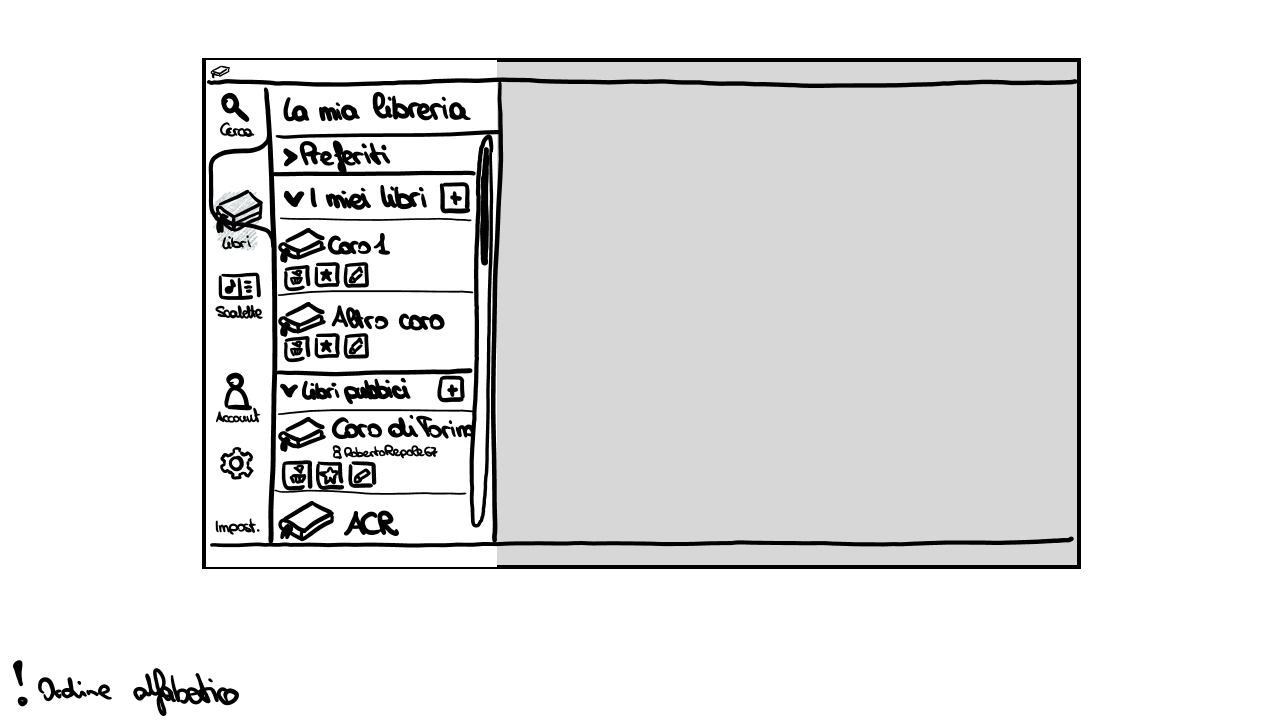 Cerca
Libri
Scalette
Account
Impost.
La mia libreria
Preferiti
I miei libri
Coro 1
Altro coro
Libri pubbici
Coro di Torino
RobertoRepole67
ACR
! Ordine alfabetico